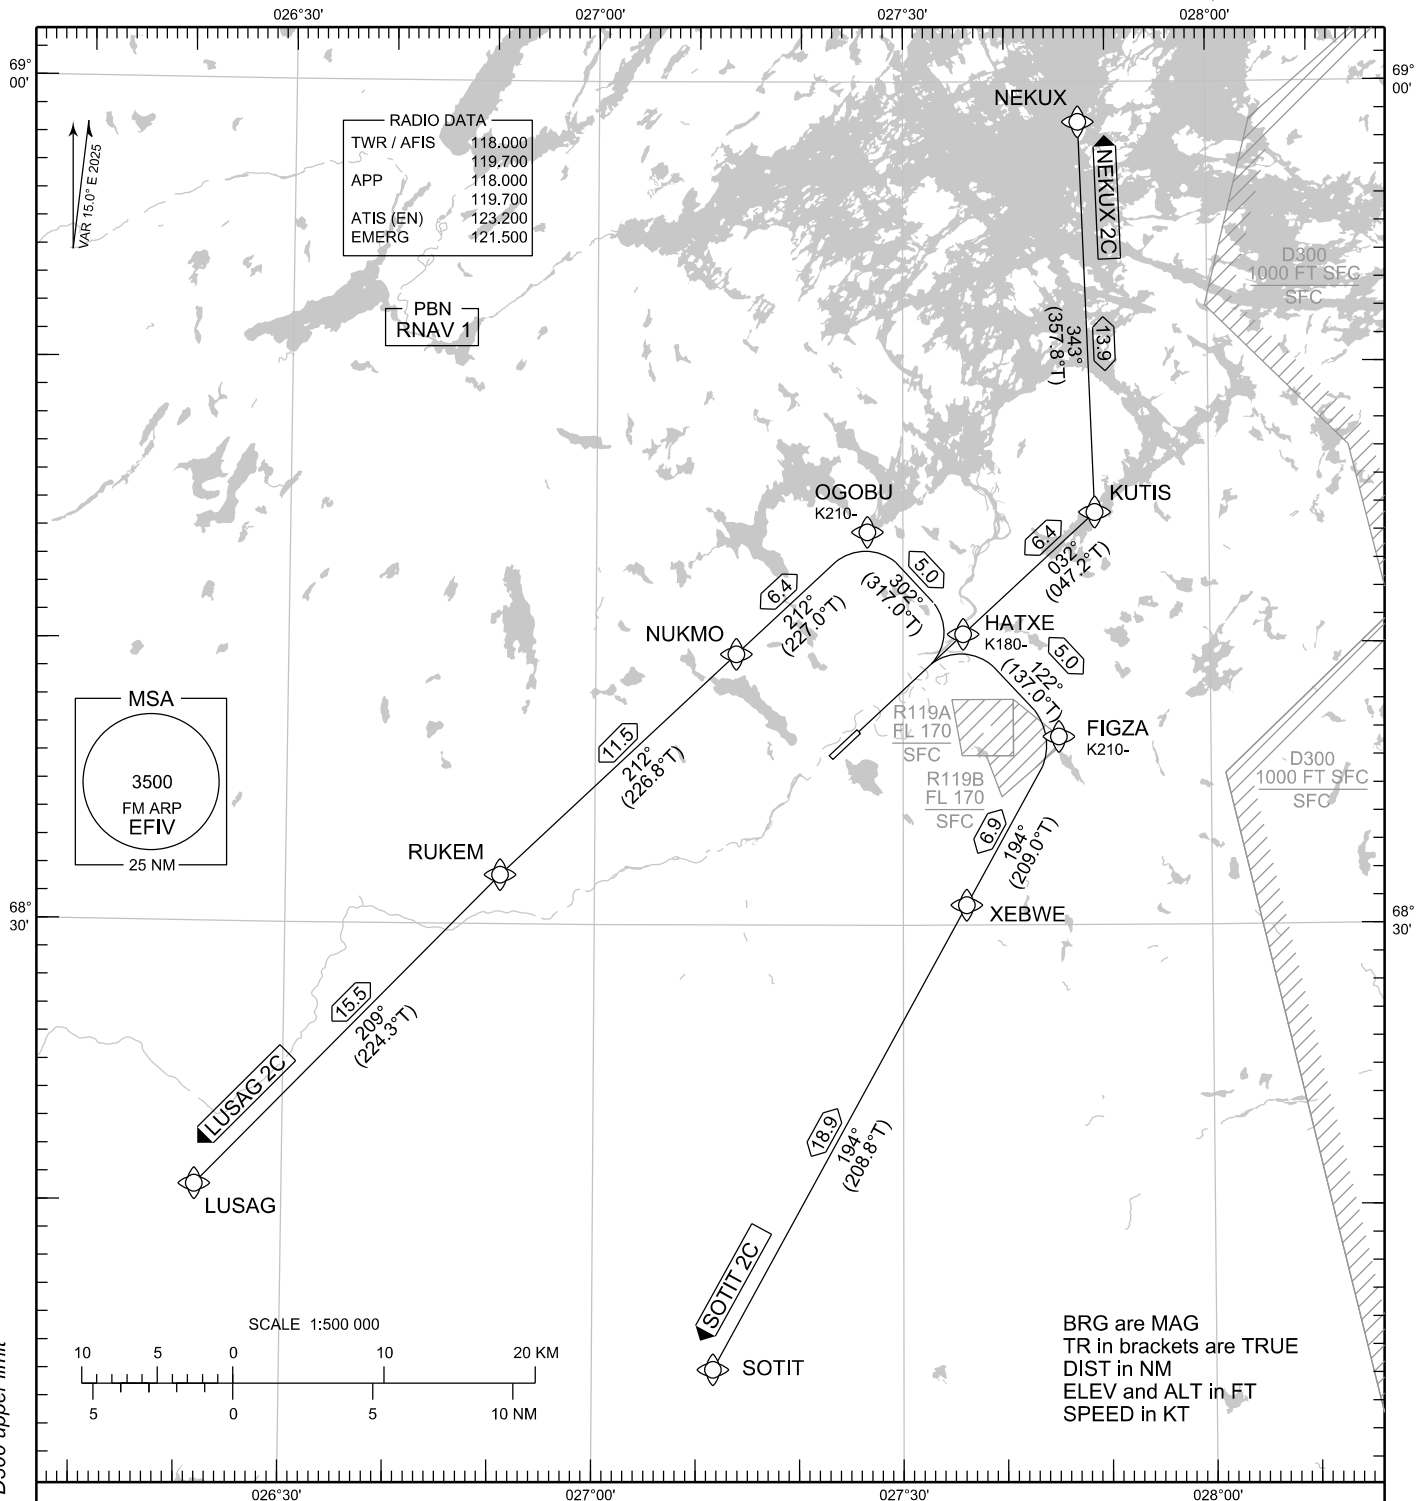 026°30'
027°00'
027°30'
028°00'
69°
00'
69°
00'
NEKUX
RADIO DATA
TWR / AFIS 118.000
119.700
APP 118.000
119.700
ATIS (EN) 123.200
EMERG 121.500
VAR 15.0° E 2025
NEKUX 2C
D300
1000 FT SFC
SFC
PBN
RNAV 1
343°
(357.8°T)
13.9
OGOBU
K210-
KUTIS
6.4
032°
(047.2°T)
5.0
302°
(317.0°T)
6.4
212°
(227.0°T)
NUKMO
HATXE
K180-
5.0
122°
(137.0°T)
MSA
3500
FM ARP
EFIV
25 NM
11.5
212°
(226.8°T)
R119A
FL 170
SFC
FIGZA
K210-
R119B
FL 170
SFC
D300
1000 FT SFC
SFC
6.9
194°
(209.0°T)
RUKEM
68°
30'
68°
30'
XEBWE
15.5
209°
(224.3°T)
LUSAG 2C
LUSAG
18.9
194°
(208.8°T)
SOTIT 2C
SOTIT
SCALE 1:500 000
10 5 0 10 20 KM
5 0 5 10 NM
BRG are MAG
TR in brackets are TRUE
DIST in NM
ELEV and ALT in FT
SPEED in KT
D300 upper limit
026°30'
027°00'
027°30'
028°00'